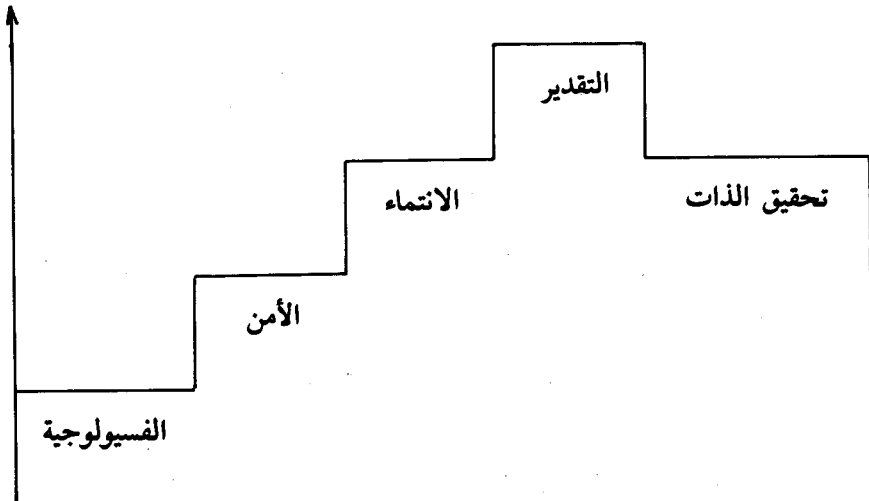 التقدير
تحقيق الذات
الانتماء
الأمن
الفسيولوجية